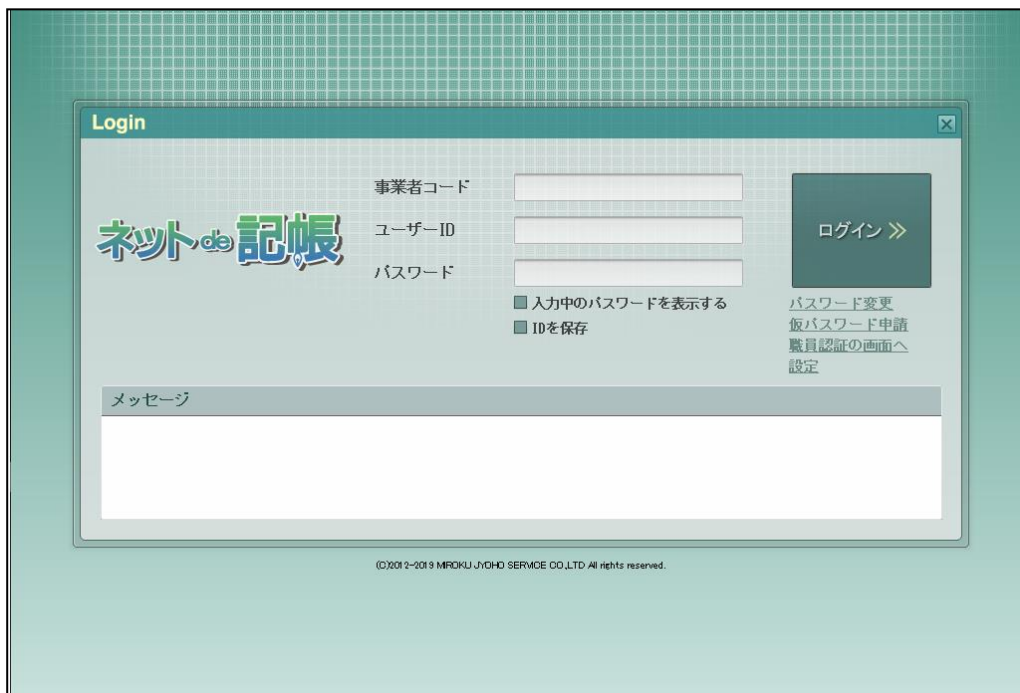 Login
事業者コード
ネットde記帳
ユーザーID
パスワード
ログイン
入力中のパスワードを表示する
IDを保存
パスワード変更
仮パスワード申請
職員認証の画面へ
設定
メッセージ
(C)2012-2019 MIROKU JYOHO SERVICE CO.,LTD All rights reserved.